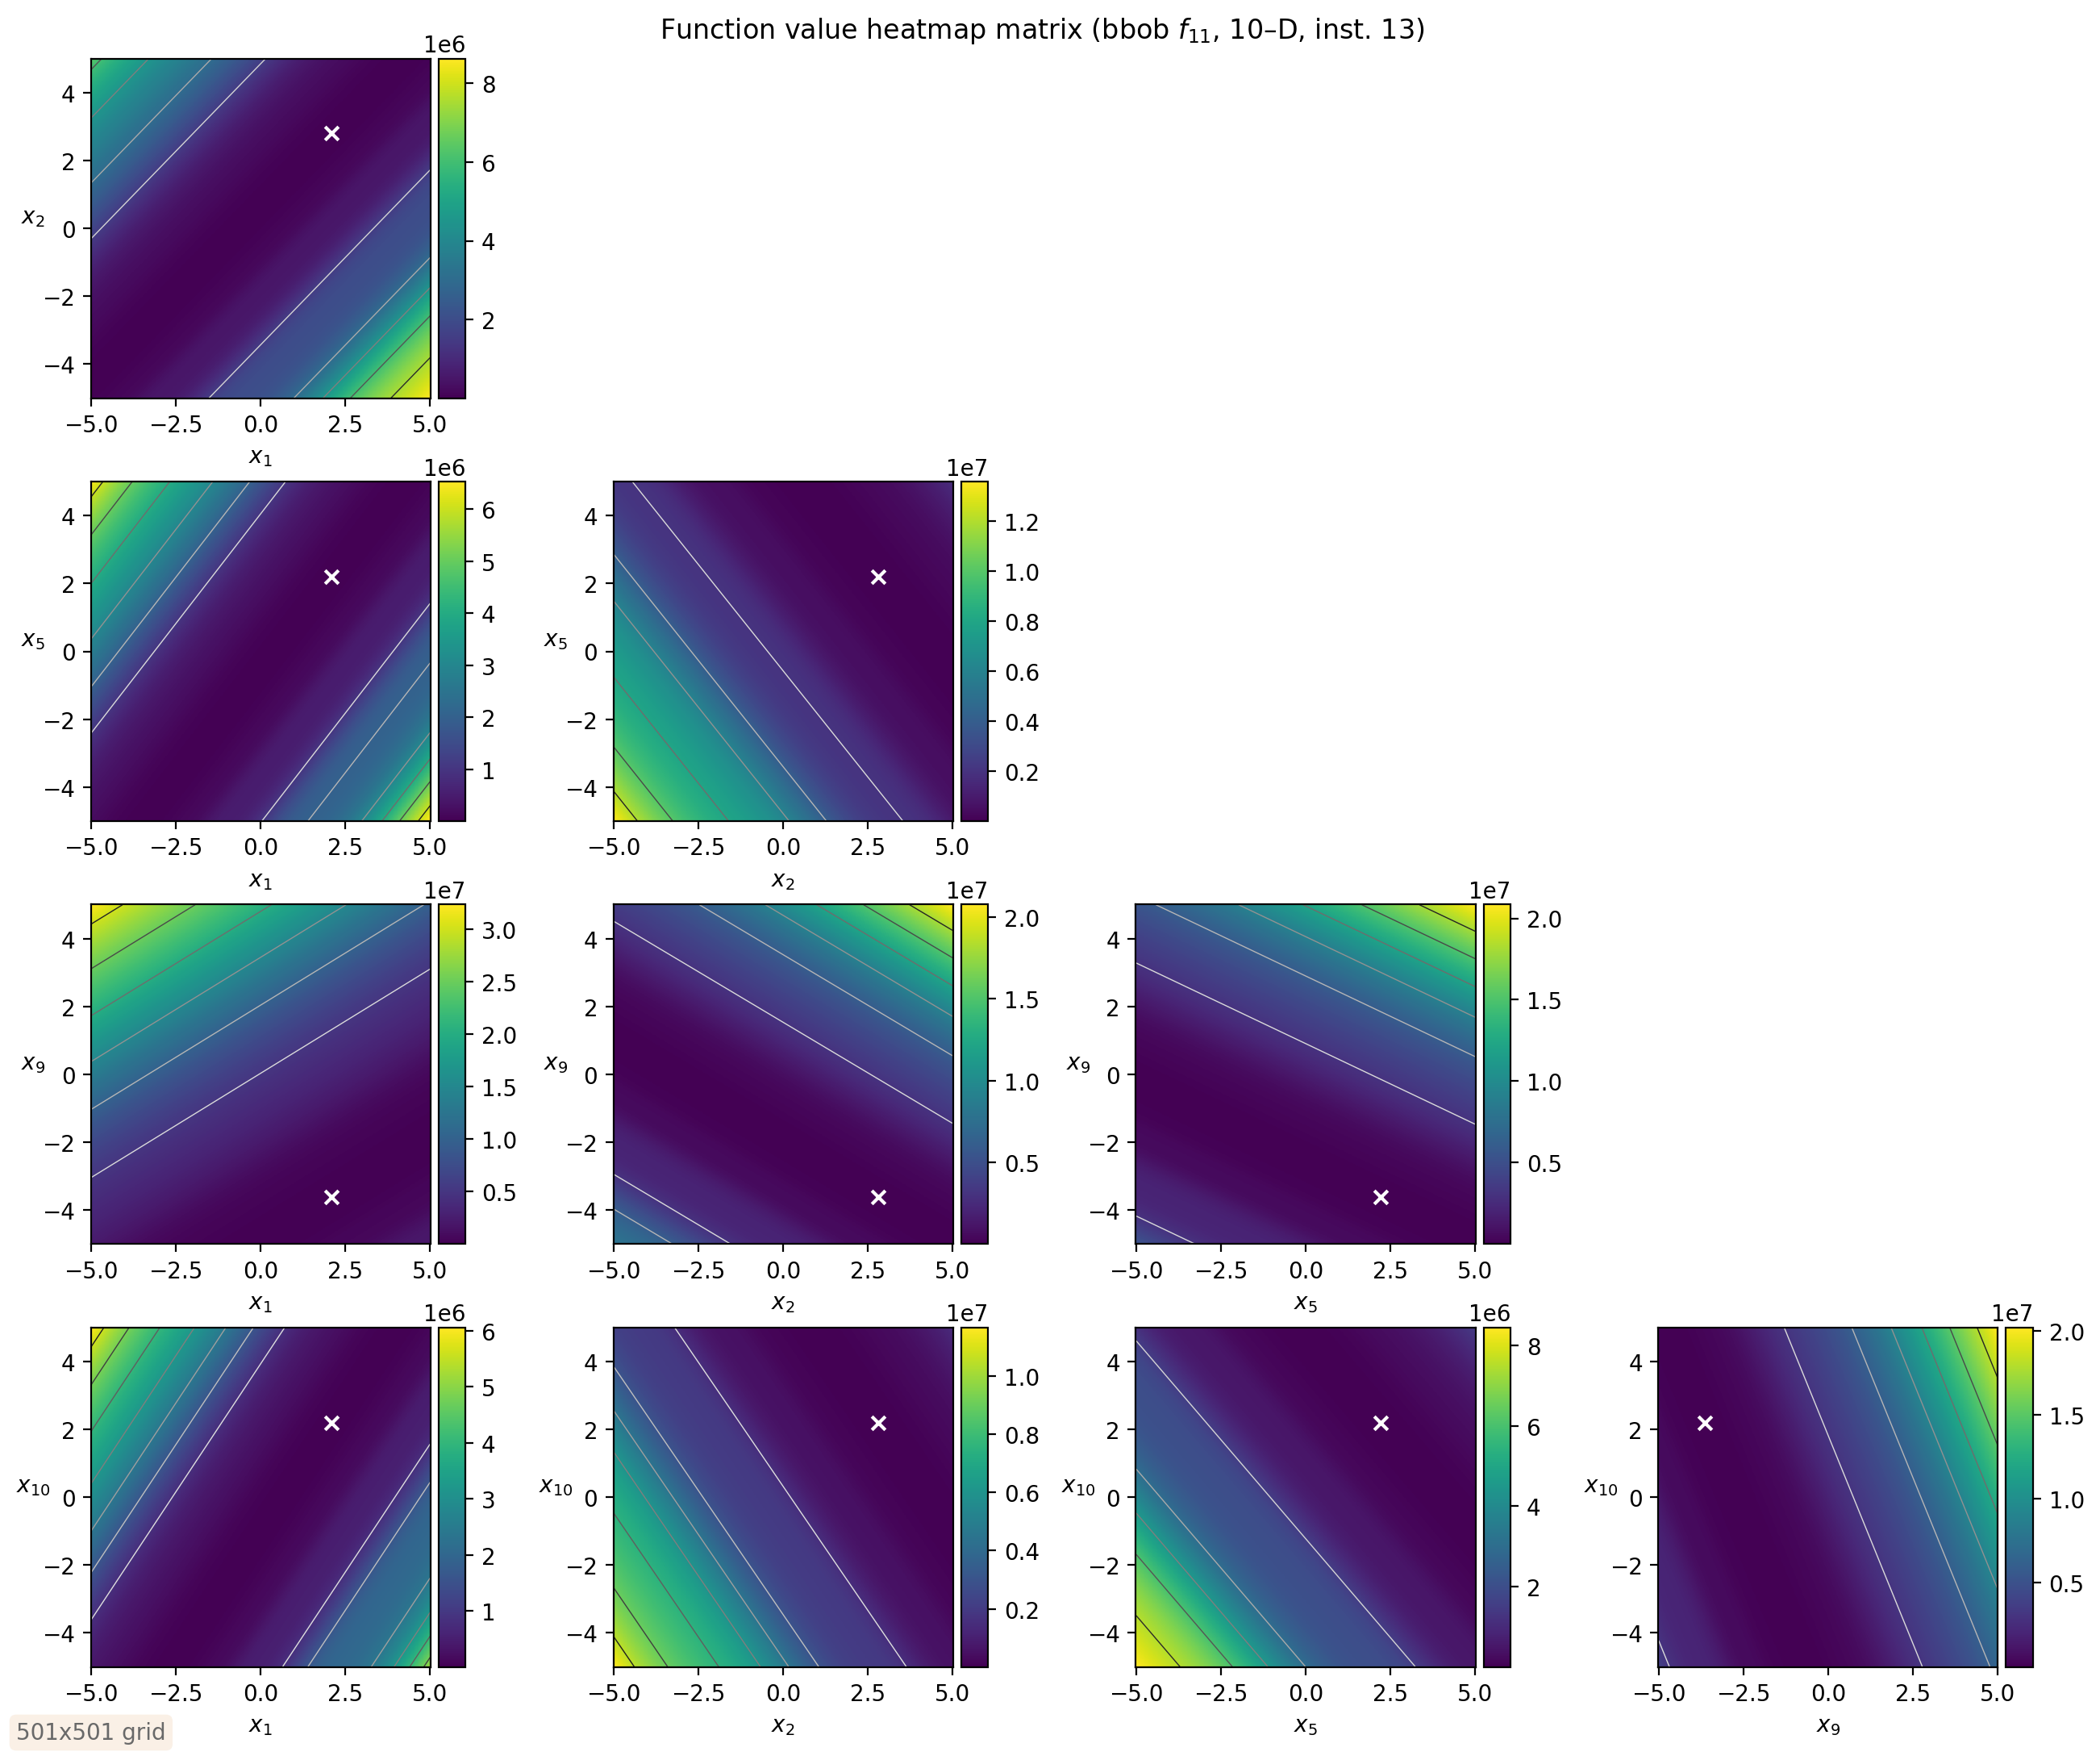 Function value heatmap matrix (bbob f₁₁, 10–D, inst. 13)
1e6
4
2
0
−2
−4
x₂
−5.0 −2.5 0.0 2.5 5.0
x₁
8
6
4
2
1e6
4
2
0
−2
−4
x₅
−5.0 −2.5 0.0 2.5 5.0
x₁
6
5
4
3
2
1
1e7
4
2
0
−2
−4
x₅
−5.0 −2.5 0.0 2.5 5.0
x₂
1.2
1.0
0.8
0.6
0.4
0.2
1e7
4
2
0
−2
−4
x₉
−5.0 −2.5 0.0 2.5 5.0
x₁
3.0
2.5
2.0
1.5
1.0
0.5
1e7
4
2
0
−2
−4
x₉
−5.0 −2.5 0.0 2.5 5.0
x₂
2.0
1.5
1.0
0.5
1e7
4
2
0
−2
−4
x₉
−5.0 −2.5 0.0 2.5 5.0
x₅
2.0
1.5
1.0
0.5
1e6
4
2
0
−2
−4
x₁₀
−5.0 −2.5 0.0 2.5 5.0
x₁
6
5
4
3
2
1
1e7
4
2
0
−2
−4
x₁₀
−5.0 −2.5 0.0 2.5 5.0
x₂
1.0
0.8
0.6
0.4
0.2
1e6
4
2
0
−2
−4
x₁₀
−5.0 −2.5 0.0 2.5 5.0
x₅
8
6
4
2
1e7
4
2
0
−2
−4
x₁₀
−5.0 −2.5 0.0 2.5 5.0
x₉
2.0
1.5
1.0
0.5
501x501 grid